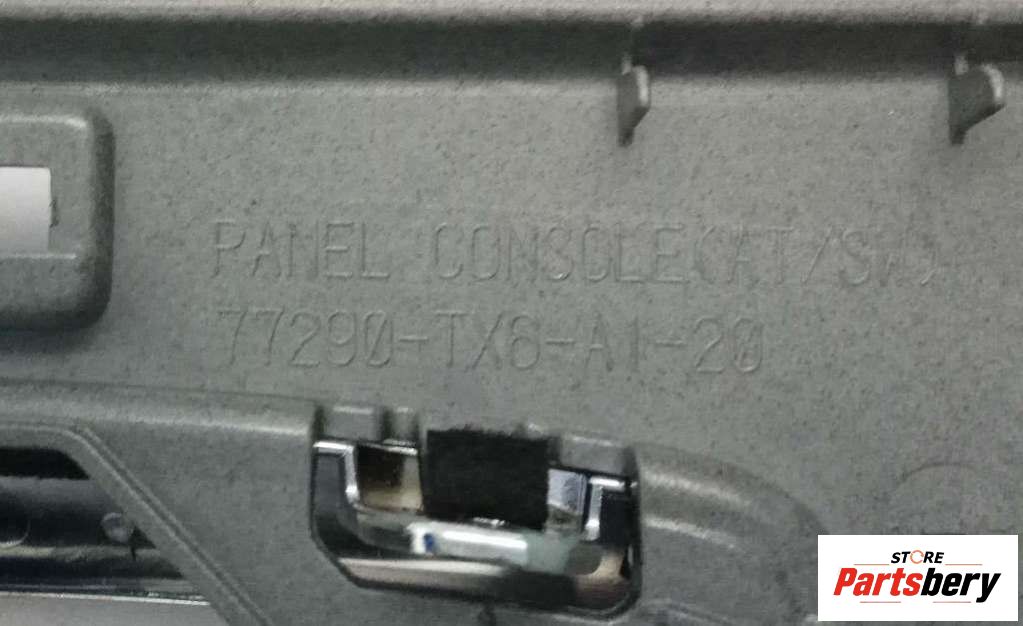 PANEL CONSOLE(AT/SW)
77290-TX6-A1-20
STORE
Partsbery